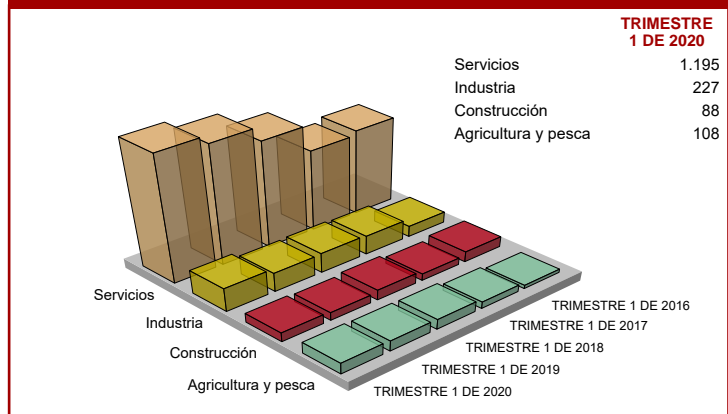 TRIMESTRE
1 DE 2020
Servicios 1.195
Industria 227
Construcción 88
Agricultura y pesca 108
Servicios
Industria
Construcción
Agricultura y pesca
TRIMESTRE 1 DE 2016
TRIMESTRE 1 DE 2017
TRIMESTRE 1 DE 2018
TRIMESTRE 1 DE 2019
TRIMESTRE 1 DE 2020